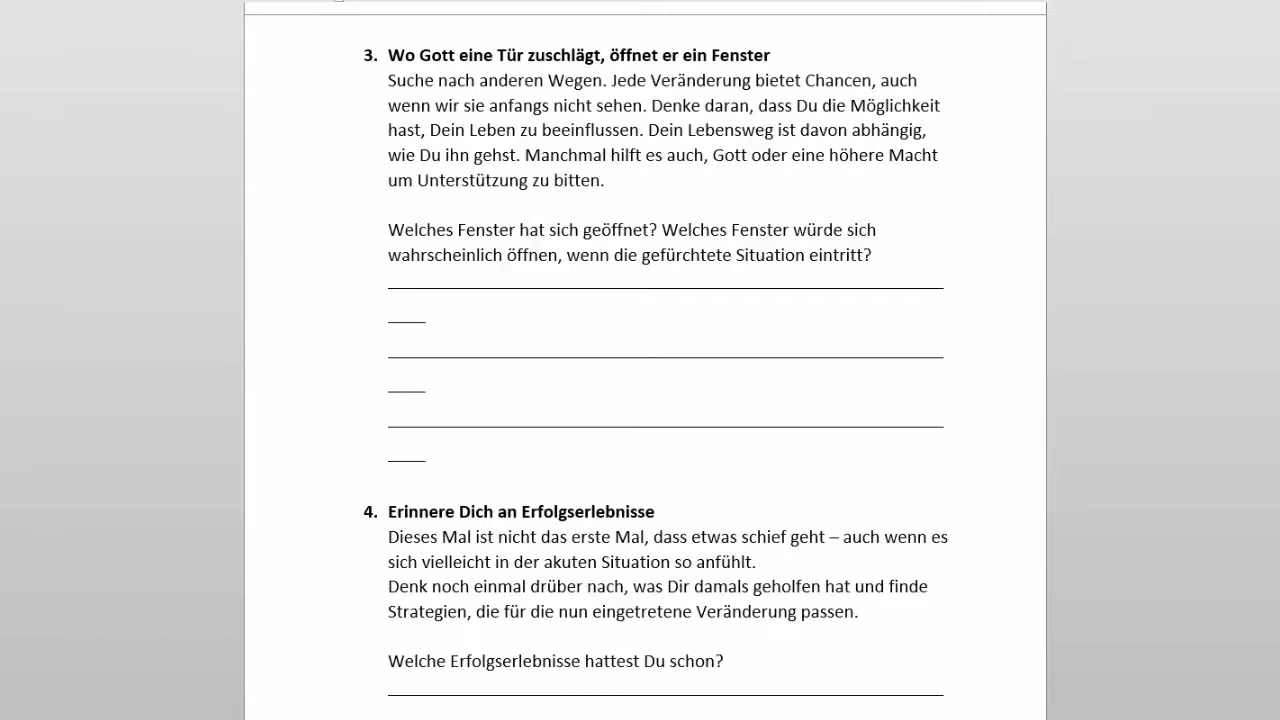 3. Wo Gott eine Tür zuschlägt, öffnet er ein Fenster
Suche nach anderen Wegen. Jede Veränderung bietet Chancen, auch
wenn wir sie anfangs nicht sehen. Denke daran, dass Du die Möglichkeit
hast, Dein Leben zu beeinflussen. Dein Lebensweg ist davon abhängig,
wie Du ihn gehst. Manchmal hilft es auch, Gott oder eine höhere Macht
um Unterstützung zu bitten.
Welches Fenster hat sich geöffnet? Welches Fenster würde sich
wahrscheinlich öffnen, wenn die gefürchtete Situation eintritt?
4. Erinnere Dich an Erfolgserlebnisse
Dieses Mal ist nicht das erste Mal, dass etwas schief geht – auch wenn es
sich vielleicht in der akuten Situation so anfühlt.
Denk noch einmal drüber nach, was Dir damals geholfen hat und finde
Strategien, die für die nun eingetretene Veränderung passen.
Welche Erfolgserlebnisse hattest Du schon?